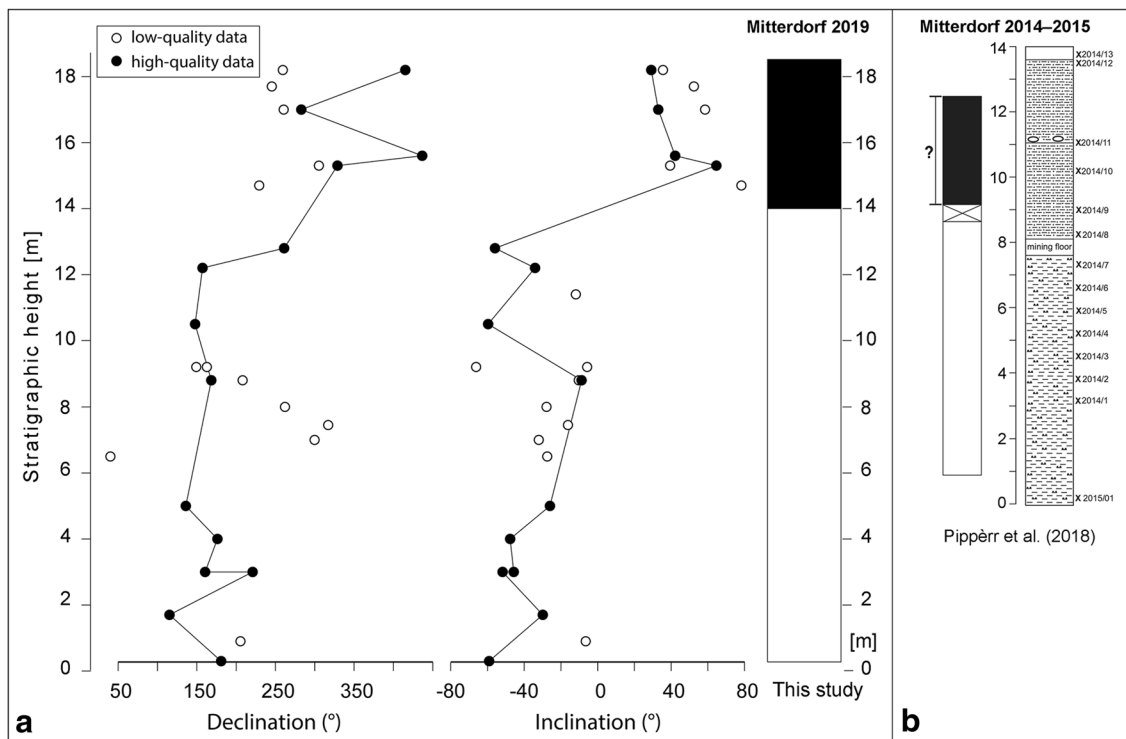 low-quality data
high-quality data
Mitterdorf 2019
Stratigraphic height [m]
18
16
14
12
10
8
6
4
2
0
50 150 250 350
Declination (°)
-80 -40 0 40 80
Inclination (°)
18
16
14
12
10
8
6
4
2
[m]
0
This study
a
Mitterdorf 2014–2015
14
12
10
8
6
4
2
0
?
mining floor
X2014/13
X2014/12
X2014/11
X2014/10
X2014/9
X2014/8
X2014/7
X2014/6
X2014/5
X2014/4
X2014/3
X2014/2
X2014/1
X2015/01
Pippèrr et al. (2018)
b